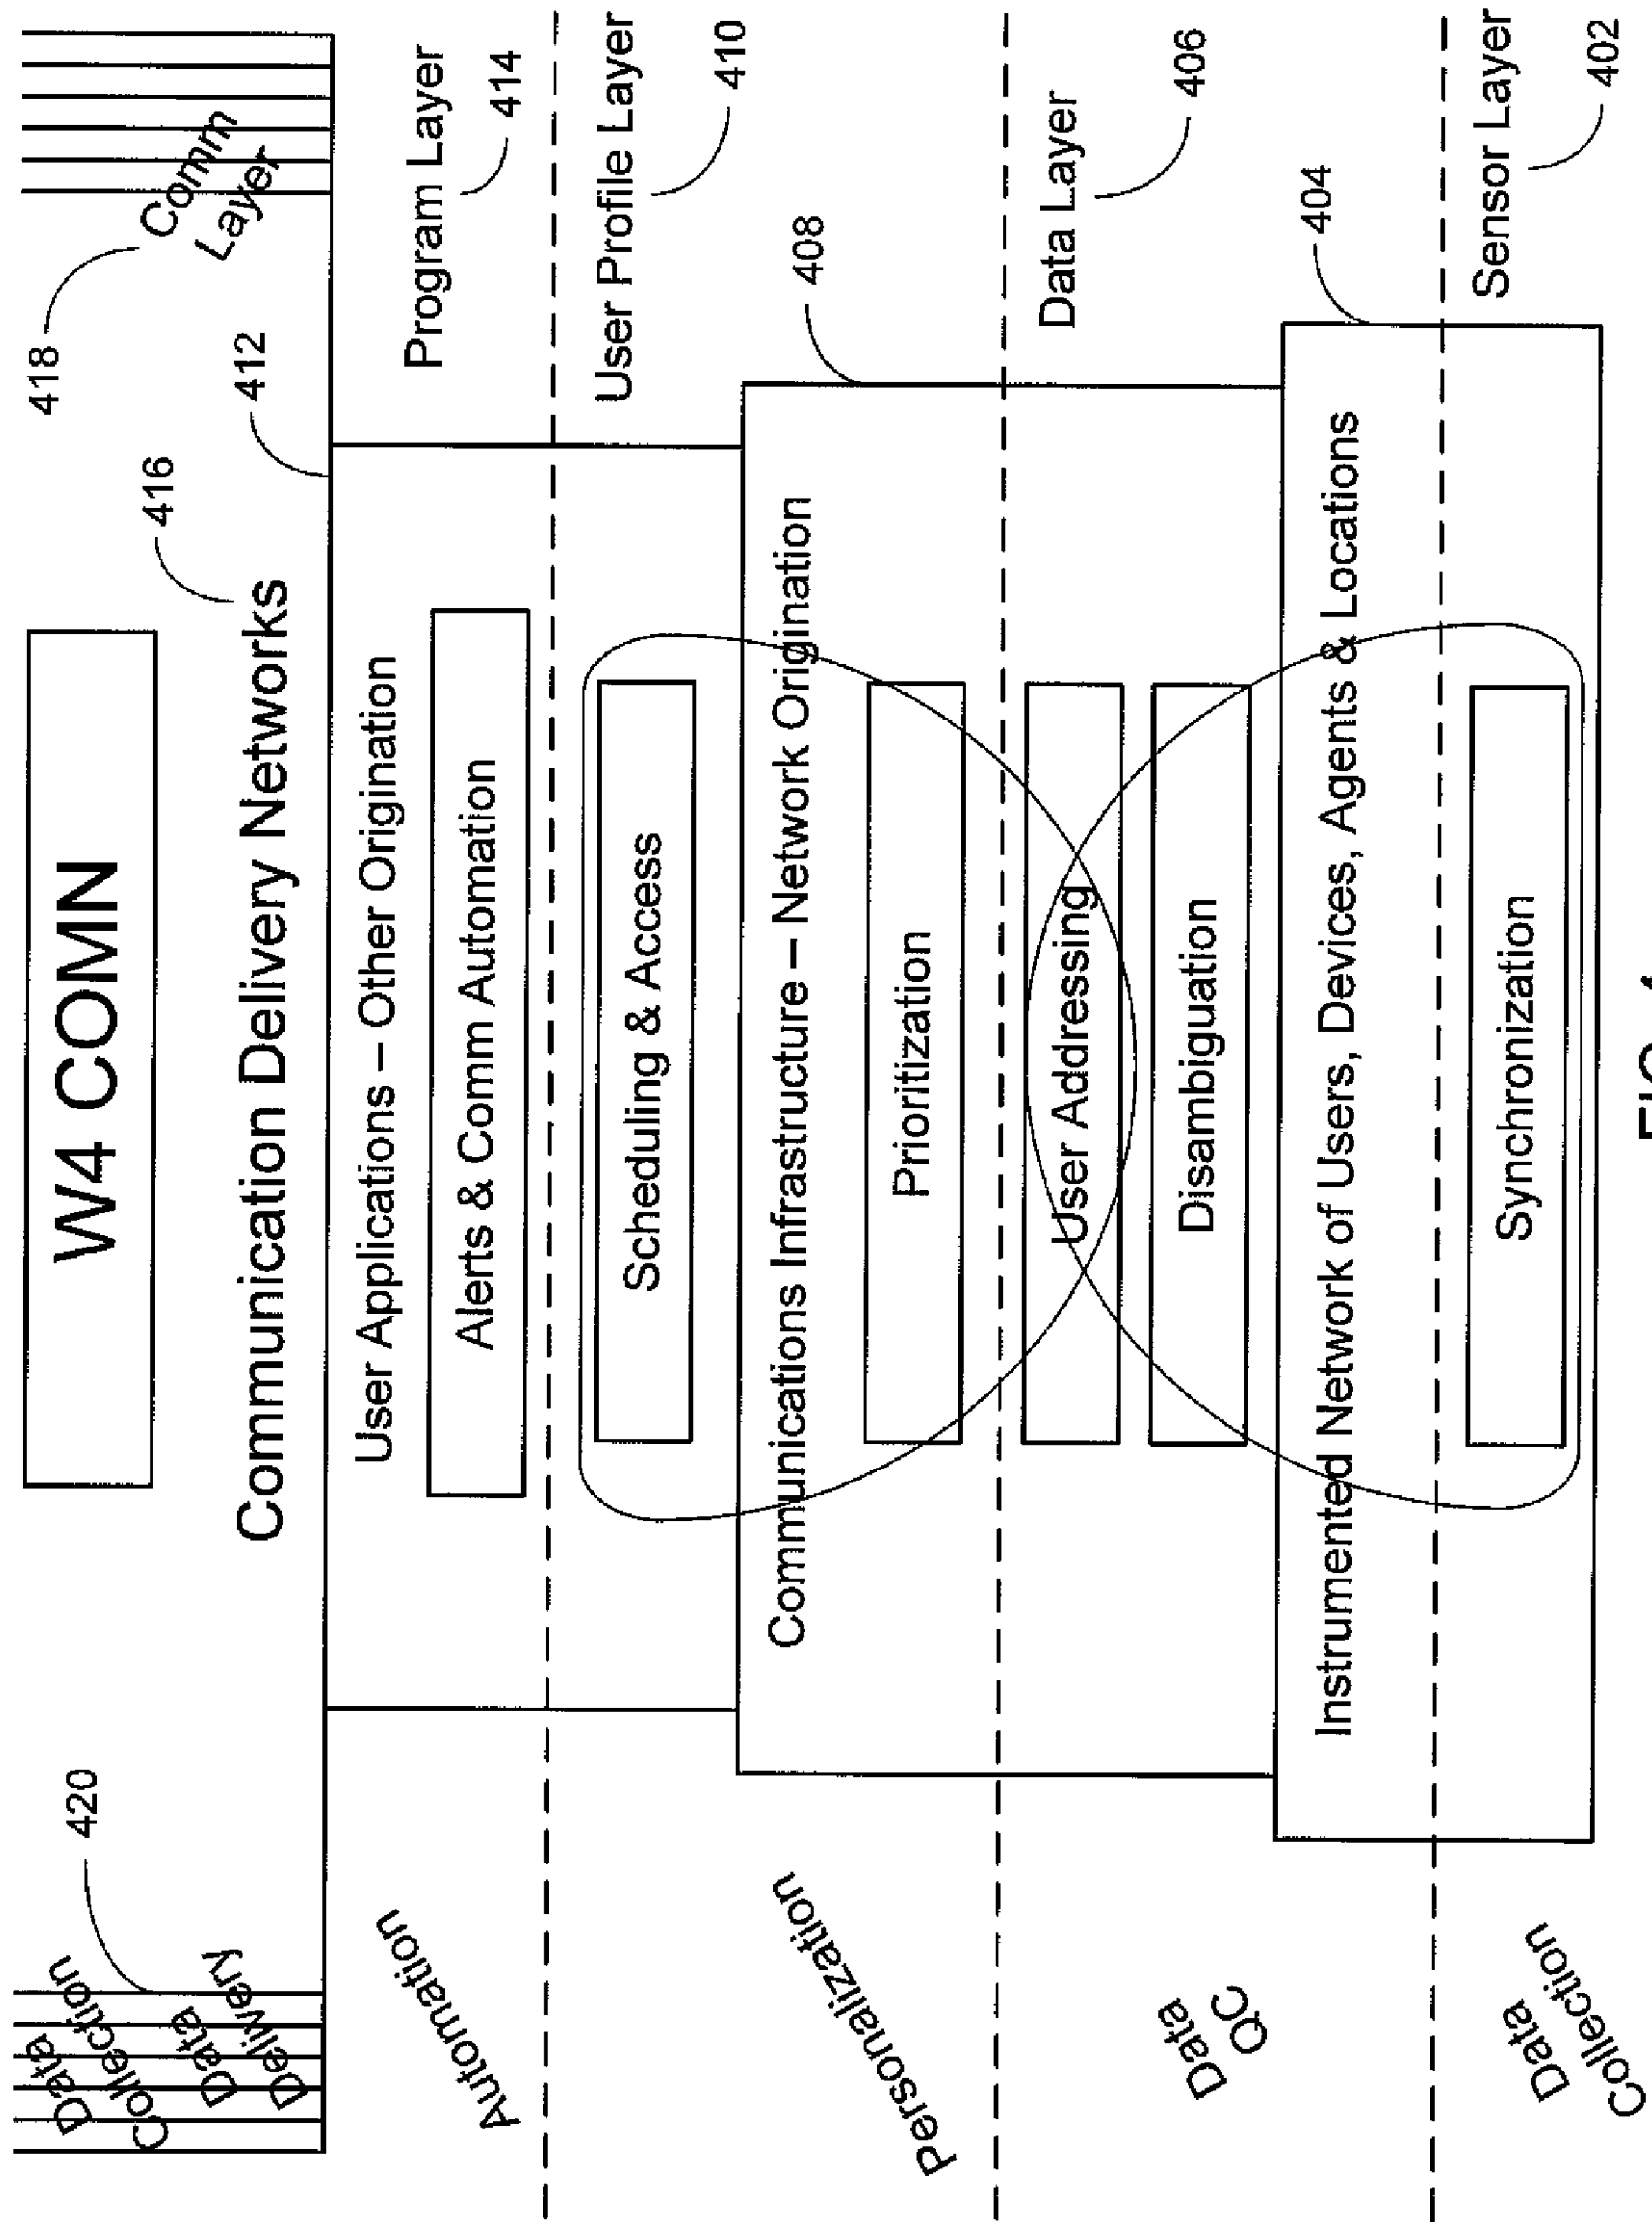 W4 COMN
418
Data
Collection
420
416
Comm
Data
Delivery
Communication Delivery Networks
412
Layer
User Applications – Other Origination
Program Layer
Automation
Alerts & Comm Automation
414
Scheduling & Access
User Profile Layer
410
Communications Infrastructure – Network Origination
408
Personalization
Prioritization
User Addressing
Data Layer
406
Data
QC
Disambiguation
Instrumented Network of Users, Devices, Agents & Locations
404
Data
Collection
Synchronization
Sensor Layer
402